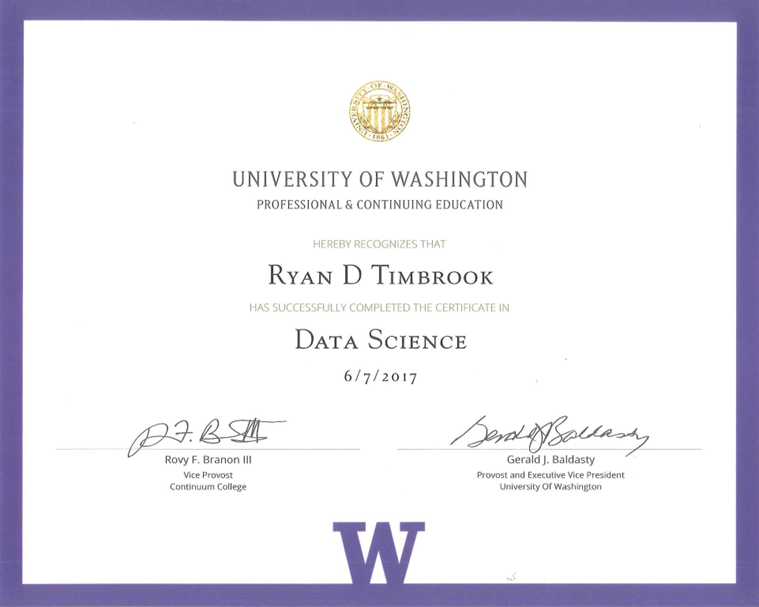 UNIVERSITY OF WASHINGTON
1861
UNIVERSITY OF WASHINGTON
PROFESSIONAL & CONTINUING EDUCATION
HEREBY RECOGNIZES THAT
RYAN D TIMBROOK
HAS SUCCESSFULLY COMPLETED THE CERTIFICATE IN
DATA SCIENCE
6/7/2017
Rovy F. Branon III
Vice Provost
Continuum College
Gerald J. Baldasty
Gerald J. Baldasty
Provost and Executive Vice President
University Of Washington
W